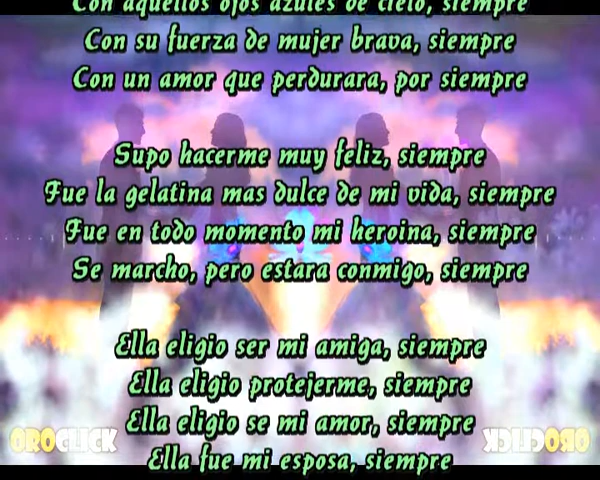 Con aquellos ojos azules de cielo, siempre
Con su fuerza de mujer brava, siempre
Con un amor que perdurara, por siempre
Supo hacerme muy feliz, siempre
Fue la gelatina mas dulce de mi vida, siempre
Fue en todo momento mi heroina, siempre
Se marcho, pero estara conmigo, siempre
Ella eligio ser mi amiga, siempre
Ella eligio protejerme, siempre
Ella eligio se mi amor, siempre
Ella fue mi esposa, siempre
OROCLICK
OROCLICK